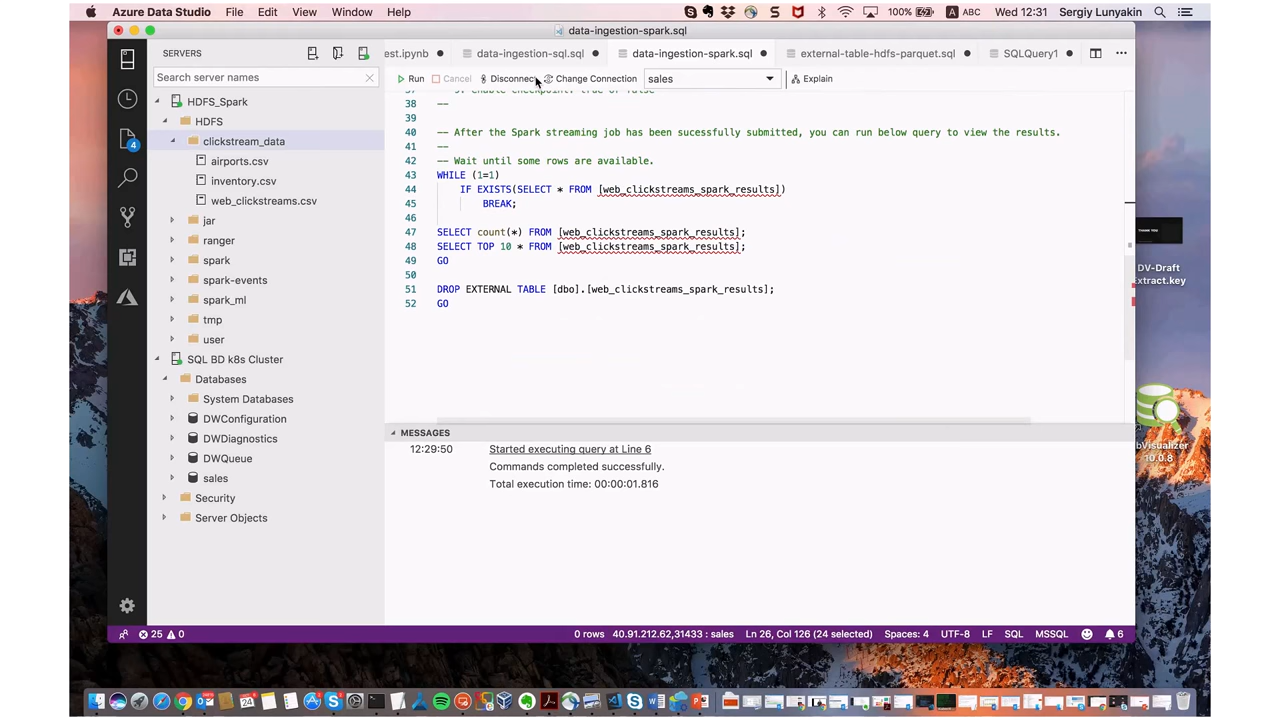 Azure Data Studio File Edit View Window Help
100% ABC Wed 12:31 Sergiy Lunyakin
data-ingestion-spark.sql
SERVERS
est.ipynb data-ingestion-sql.sql data-ingestion-spark.sql external-table-hdfs-parquet.sql SQLQuery1
Search server names
Run Cancel Disconnect Change Connection sales Explain
HDFS_Spark
HDFS
clickstream_data
airports.csv
inventory.csv
web_clickstreams.csv
jar
ranger
spark
spark-events
spark_ml
tmp
user
SQL BD k8s Cluster
Databases
System Databases
DWConfiguration
DWDiagnostics
DWQueue
sales
Security
Server Objects
4
38 --
39
40 -- After the Spark streaming job has been sucessfully submitted, you can run below query to view the results.
41 --
42 -- Wait until some rows are available.
43 WHILE (1=1)
44 IF EXISTS(SELECT * FROM [web_clickstreams_spark_results])
45 BREAK;
46
47 SELECT count(*) FROM [web_clickstreams_spark_results];
48 SELECT TOP 10 * FROM [web_clickstreams_spark_results];
49 GO
50
51 DROP EXTERNAL TABLE [dbo].[web_clickstreams_spark_results];
52 GO
MESSAGES
12:29:50 Started executing query at Line 6
Commands completed successfully.
Total execution time: 00:00:01.816
25 0
0 rows 40.91.212.62,31433 : sales Ln 26, Col 126 (24 selected) Spaces: 4 UTF-8 LF SQL MSSQL 6
THANK YOU
DV-Draft
xtract.key
bVisualizer
10.0.8